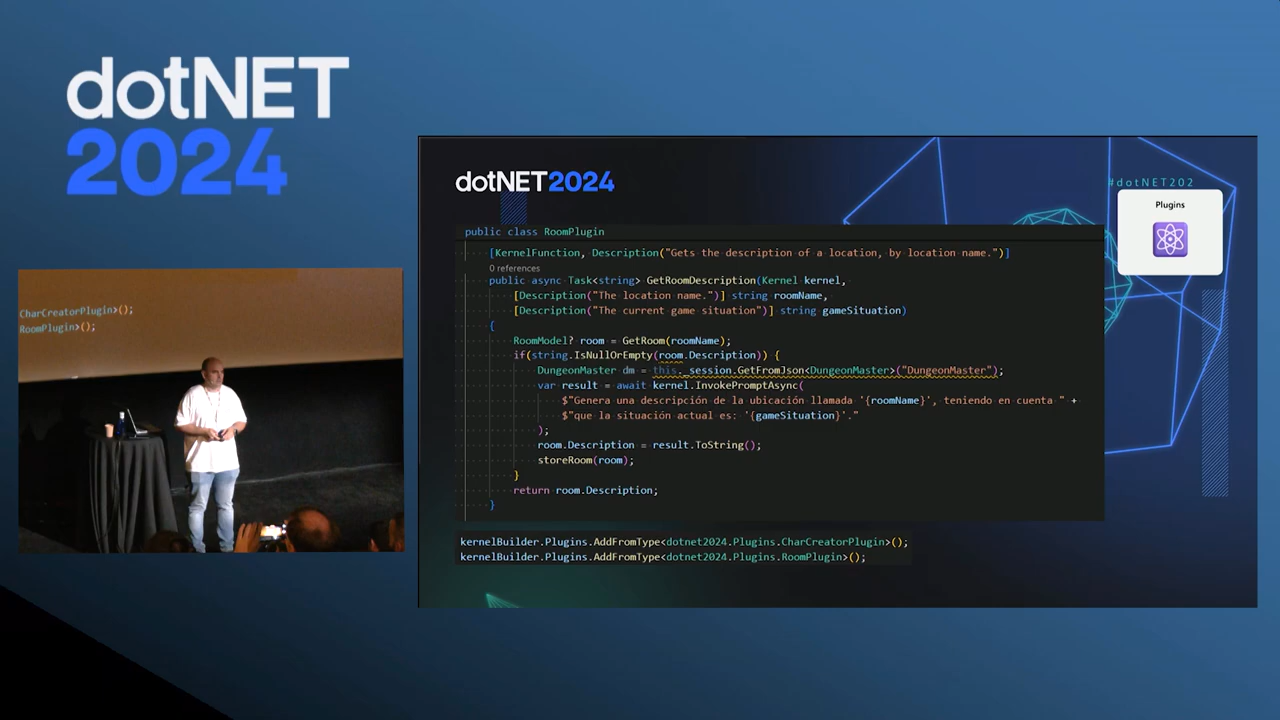 dotNET
2024
CharCreatorPlugin>();
RoomPlugin>();
dotNET2024
#dotNET202
Plugins
public class RoomPlugin
[KernelFunction, Description("Gets the description of a location, by location name.")]
0 references
public async Task<string> GetRoomDescription(Kernel kernel,
[Description("The location name.")] string roomName,
[Description("The current game situation")] string gameSituation)
{
RoomModel? room = GetRoom(roomName);
if(string.IsNullOrEmpty(room.Description)) {
DungeonMaster dm = this._session.GetFromJson<DungeonMaster>("DungeonMaster");
var result = await kernel.InvokePromptAsync(
$"Genera una descripción de la ubicación llamada '{roomName}', teniendo en cuenta " +
$"que la situación actual es: '{gameSituation}'."
);
room.Description = result.ToString();
storeRoom(room);
}
return room.Description;
}
kernelBuilder.Plugins.AddFromType<dotnet2024.Plugins.CharCreatorPlugin>();
kernelBuilder.Plugins.AddFromType<dotnet2024.Plugins.RoomPlugin>();